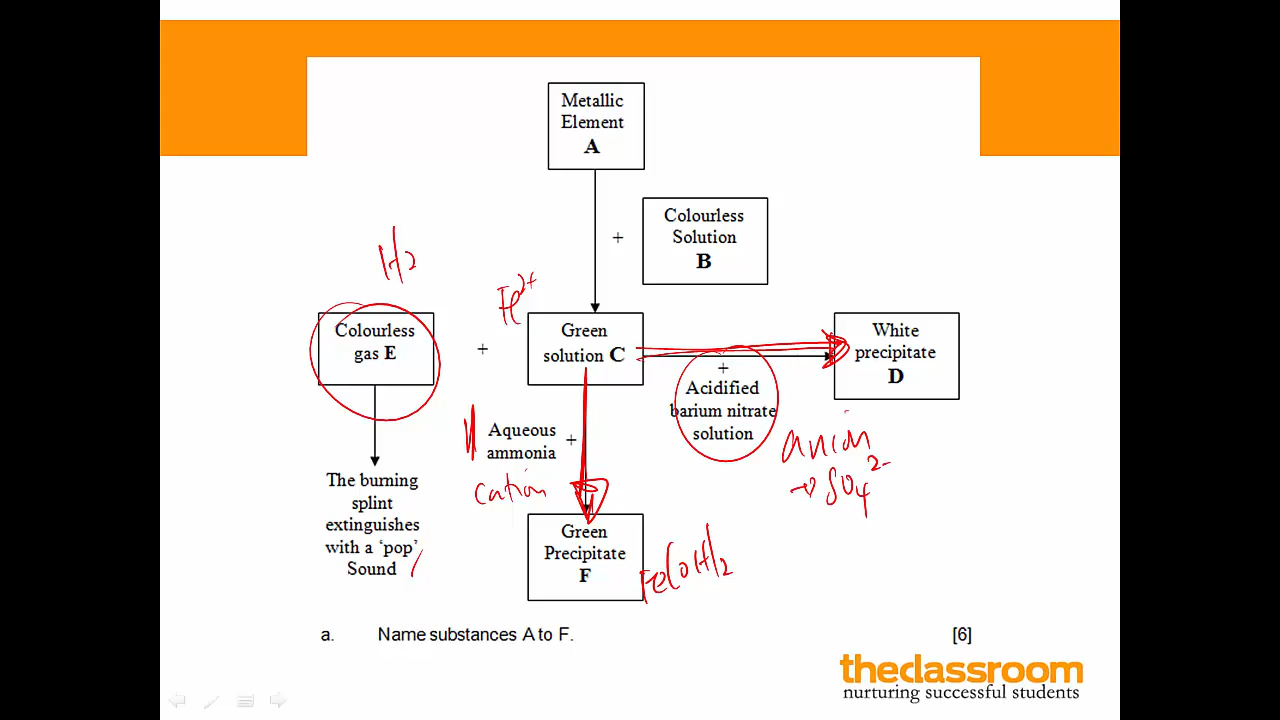 Metallic
Element
A
+
Colourless
Solution
B
H2
Fe2+
Colourless
gas E
+
Green
solution C
+
Acidified
barium nitrate
solution
White
precipitate
D
anion
→ SO4 2-
Aqueous
ammonia
+
cation
The burning
splint
extinguishes
with a ‘pop’
Sound
Green
Precipitate
F
Fe(OH)2
a. Name substances A to F. [6]
theclassroom
nurturing successful students